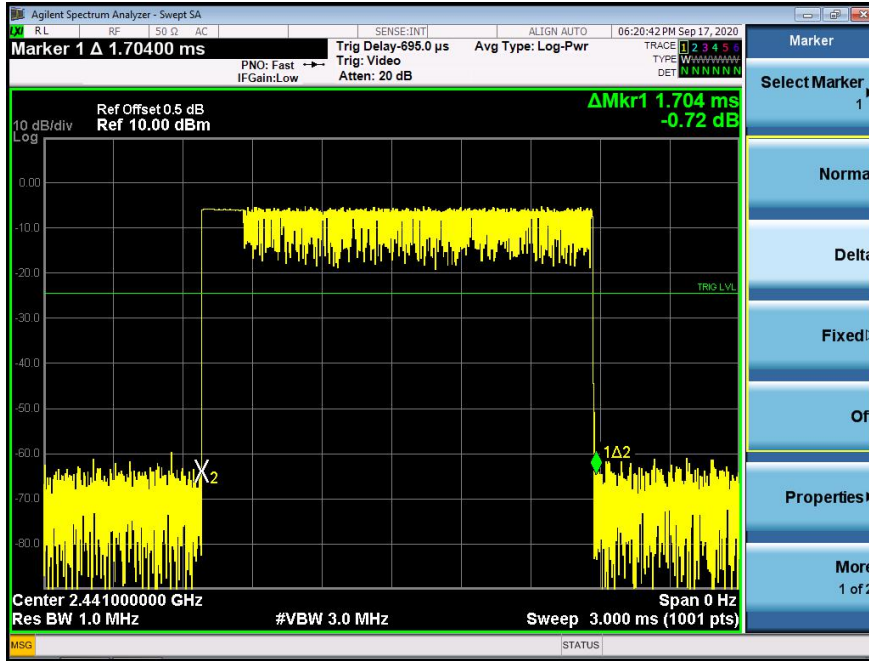 Agilent Spectrum Analyzer - Swept SA
LXI RL RF 50 Ω AC SENSE:INT ALIGN AUTO 06:20:42 PM Sep 17, 2020
Marker 1 Δ 1.70400 ms
PNO: Fast
IFGain:Low
Trig Delay-695.0 µs
Trig: Video
Atten: 20 dB
Avg Type: Log-Pwr
TRACE 1 2 3 4 5 6
TYPE WWWWWW
DET N N N N N N
Marker
Select Marker
1
Norma
Delta
Fixed
Of
Properties
More
1 of 2
ΔMkr1 1.704 ms
-0.72 dB
Ref Offset 0.5 dB
10 dB/div Ref 10.00 dBm
Log
0.00
-10.0
-20.0
TRIG LVL
-30.0
-40.0
-50.0
-60.0
1Δ2
2
-70.0
-80.0
Center 2.441000000 GHz Span 0 Hz
Res BW 1.0 MHz #VBW 3.0 MHz Sweep 3.000 ms (1001 pts)
MSG STATUS